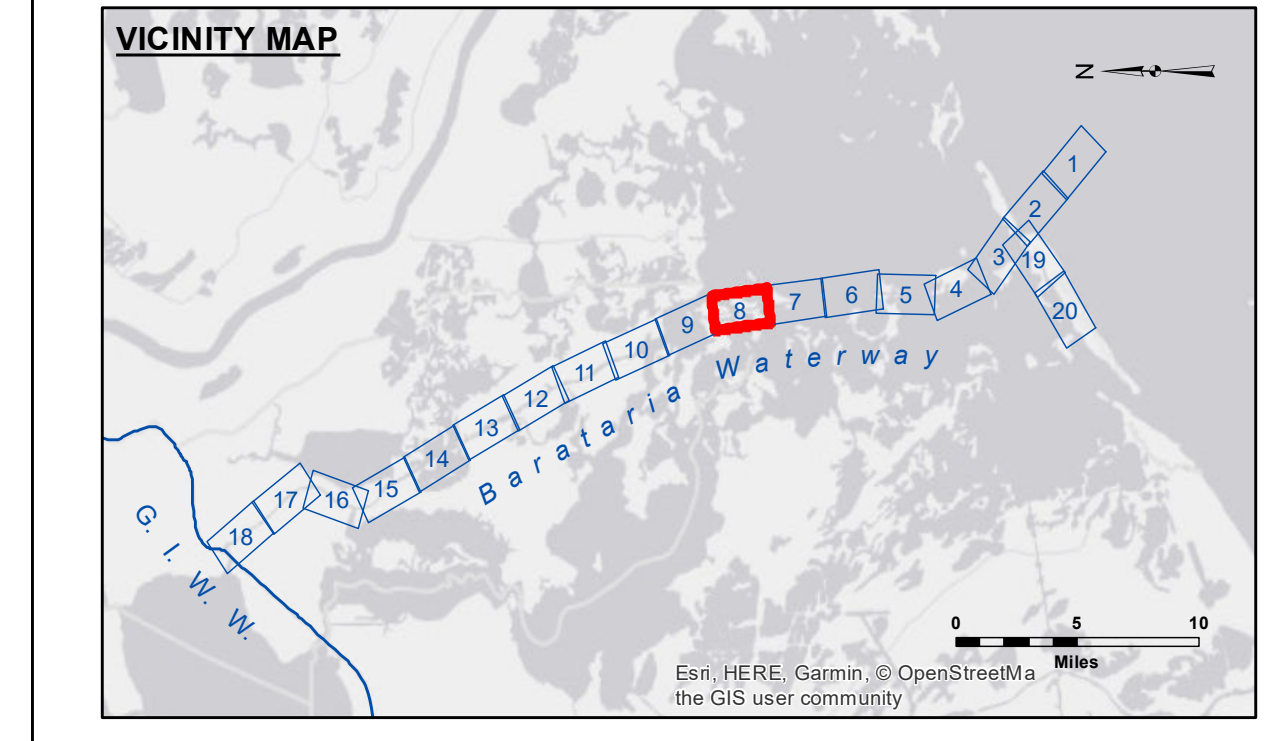 VICINITY MAP
N
1
2
3
19
4
20
5
6
7
8
9
10
11
12
13
14
15
16
17
18
Barataria Waterway
G. I. W. W.
0 5 10
Miles
Esri, HERE, Garmin, © OpenStreetMa
the GIS user community